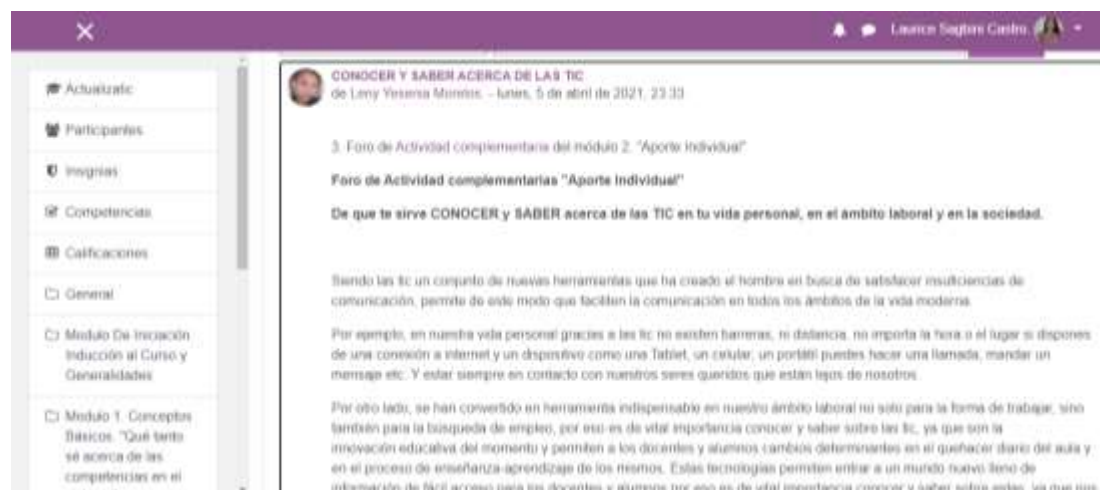 Laurice Sagbini Castro
Actualizatic
Participantes
Insignias
Competencias
Calificaciones
General
Modulo De Iniciación
Inducción al Curso y
Generalidades
Modulo 1. Conceptos
Básicos. "Qué tanto
sé acerca de las
competencias en el
CONOCER Y SABER ACERCA DE LAS TIC
de Leny Yesenia - lunes, 5 de abril de 2021, 23:33
3. Foro de Actividad complementaria del módulo 2. "Aporte Individual"
Foro de Actividad complementarias "Aporte Individual"
De que te sirve CONOCER y SABER acerca de las TIC en tu vida personal, en el ámbito laboral y en la sociedad.
Siendo las tic un conjunto de nuevas herramientas que ha creado el hombre en busca de satisfacer insuficiencias de
comunicación, permite de este modo que faciliten la comunicación en todos los ámbitos de la vida moderna.
Por ejemplo, en nuestra vida personal gracias a las tic no existen barreras, ni distancia, no importa la hora o el lugar si dispones
de una conexión a internet y un dispositivo como una Tablet, un celular, un portátil puedes hacer una llamada, mandar un
mensaje etc. Y estar siempre en contacto con nuestros seres queridos que están lejos de nosotros.
Por otro lado, se han convertido en herramienta indispensable en nuestro ámbito laboral no solo para la forma de trabajar, sino
también para la búsqueda de empleo, por eso es de vital importancia conocer y saber sobre las tic, ya que son la
innovación educativa del momento y permiten a los docentes y alumnos cambios determinantes en el quehacer diario del aula y
en el proceso de enseñanza-aprendizaje de los mismos. Estas tecnologías permiten entrar a un mundo nuevo lleno de
información de fácil acceso para los docentes y alumnos por eso es de vital importancia conocer y saber sobre estas, ya que nos